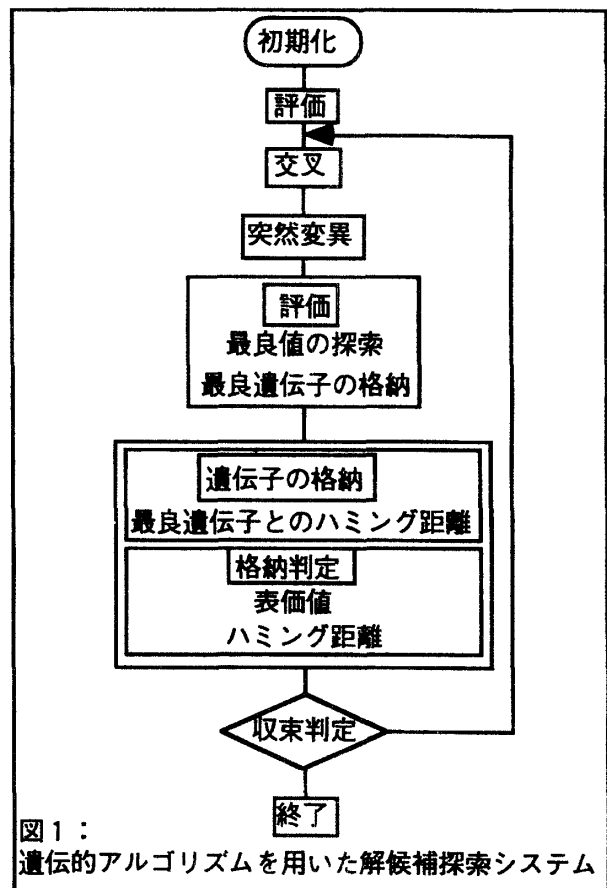 初期化
評価
交叉
突然変異
評価
最良値の探索
最良遺伝子の格納
遺伝子の格納
最良遺伝子とのハミング距離
格納判定
表価値
ハミング距離
収束判定
終了
図1:
遺伝的アルゴリズムを用いた解候補探索システム